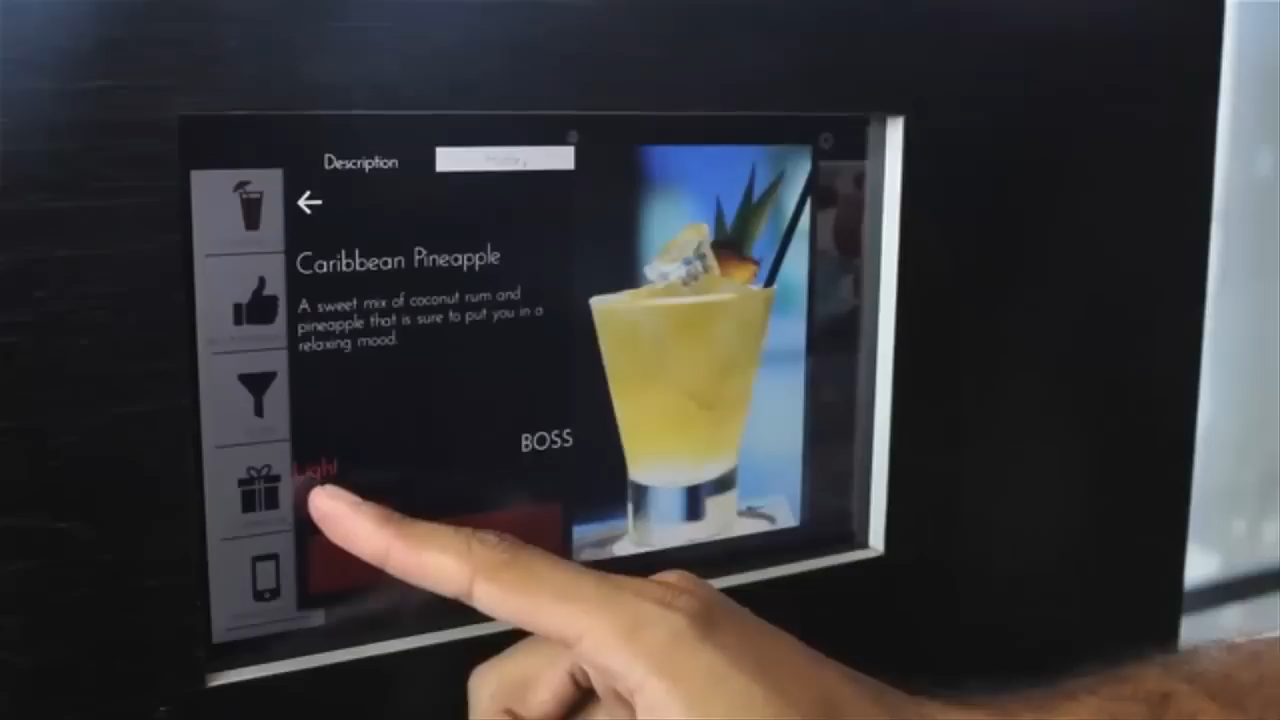 Description
Caribbean Pineapple
A sweet mix of coconut rum and
pineapple that is sure to put you in a
relaxing mood.
BOSS
Light